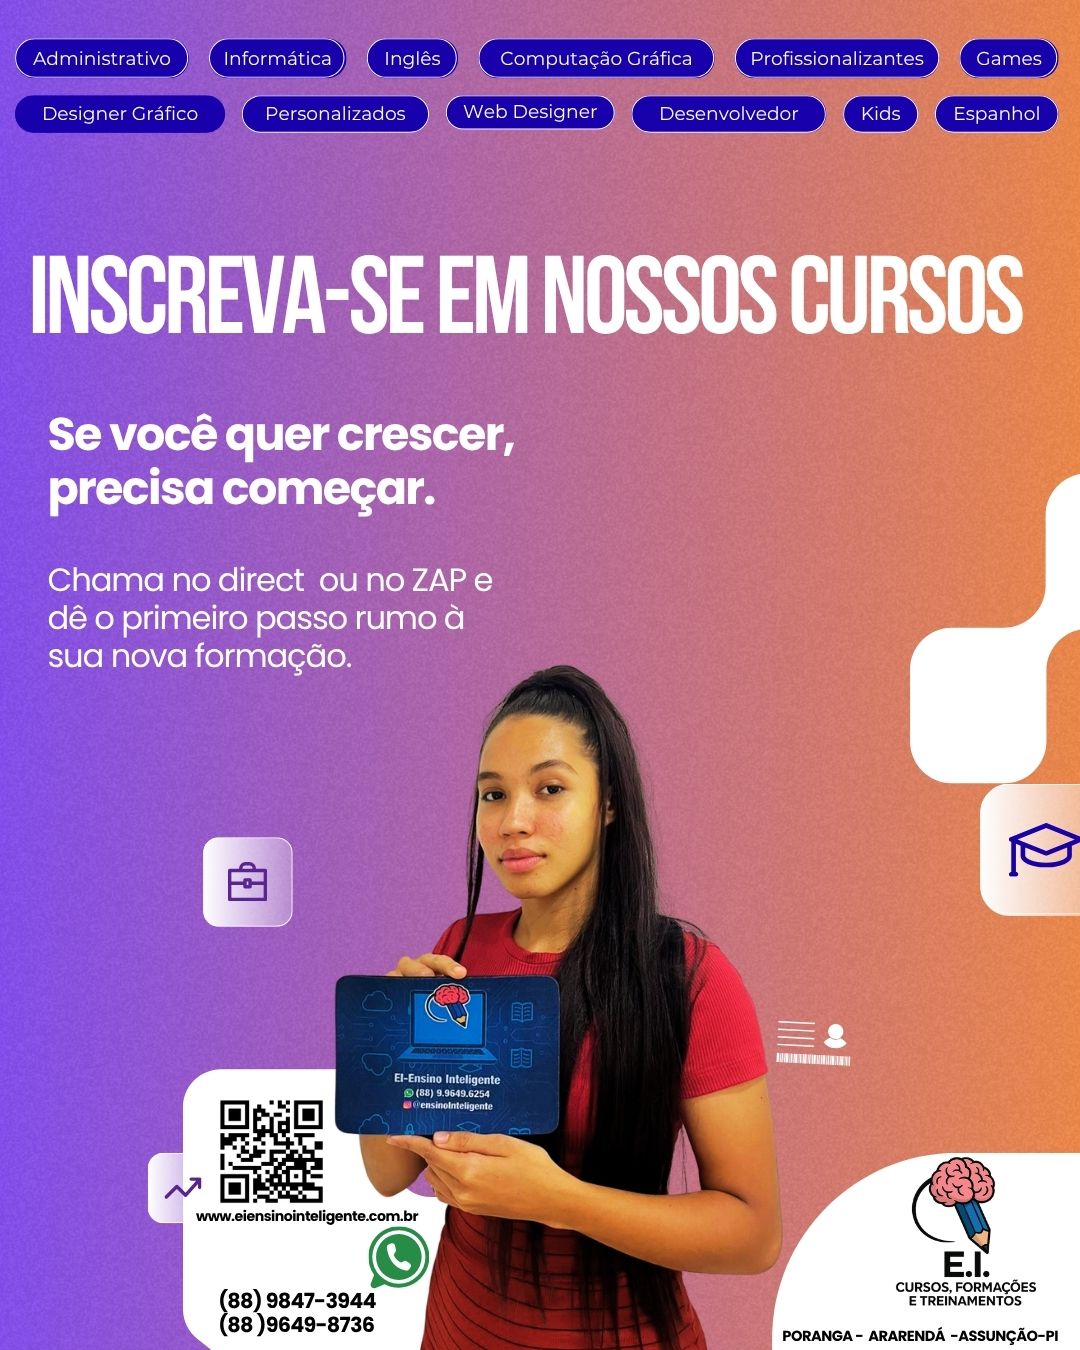 Administrativo Informática Inglês Computação Gráfica Profissionalizantes Games
Designer Gráfico Personalizados Web Designer Desenvolvedor Kids Espanhol
INSCREVA-SE EM NOSSOS CURSOS
Se você quer crescer,
precisa começar.
Chama no direct ou no ZAP e
dê o primeiro passo rumo à
sua nova formação.
EI-Ensino Inteligente
(88) 9.9649.6254
@ensinoInteligente
www.eiensinointeligente.com.br
(88) 9847-3944
(88 )9649-8736
E.I.
CURSOS, FORMAÇÕES
E TREINAMENTOS
PORANGA - ARARENDÁ -ASSUNÇÃO-PI